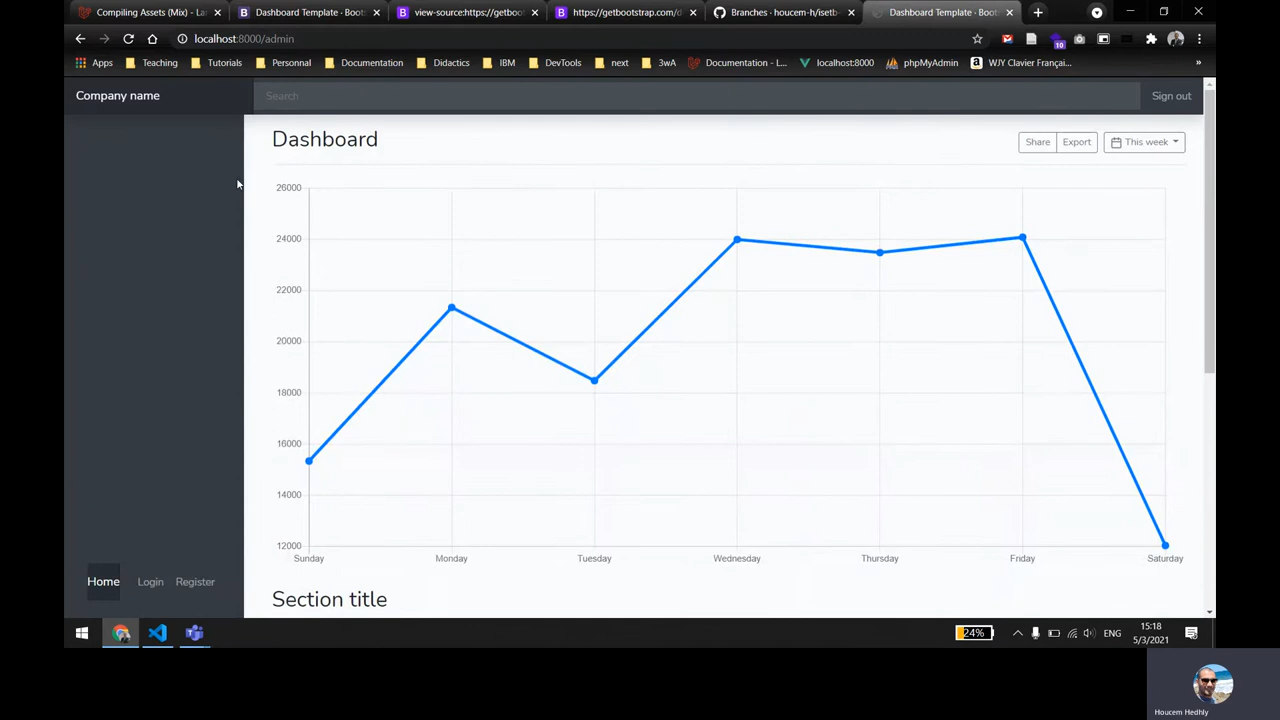 Compiling Assets (Mix) - La
Dashboard Template · Boots
view-source:https://getboot
https://getbootstrap.com/d
Branches · houcem-h/isetb
Dashboard Template · Boots
localhost:8000/admin
10
Apps
Teaching
Tutorials
Personnal
Documentation
Didactics
IBM
DevTools
next
3wA
Documentation - L...
localhost:8000
phpMyAdmin
WJY Clavier Françai...
»
Company name
Search
Sign out
Dashboard
Share
Export
This week
26000
24000
22000
20000
18000
16000
14000
12000
Sunday
Monday
Tuesday
Wednesday
Thursday
Friday
Saturday
Home
Login
Register
Section title
24%
ENG
15:18
5/3/2021
Houcem Hedhly